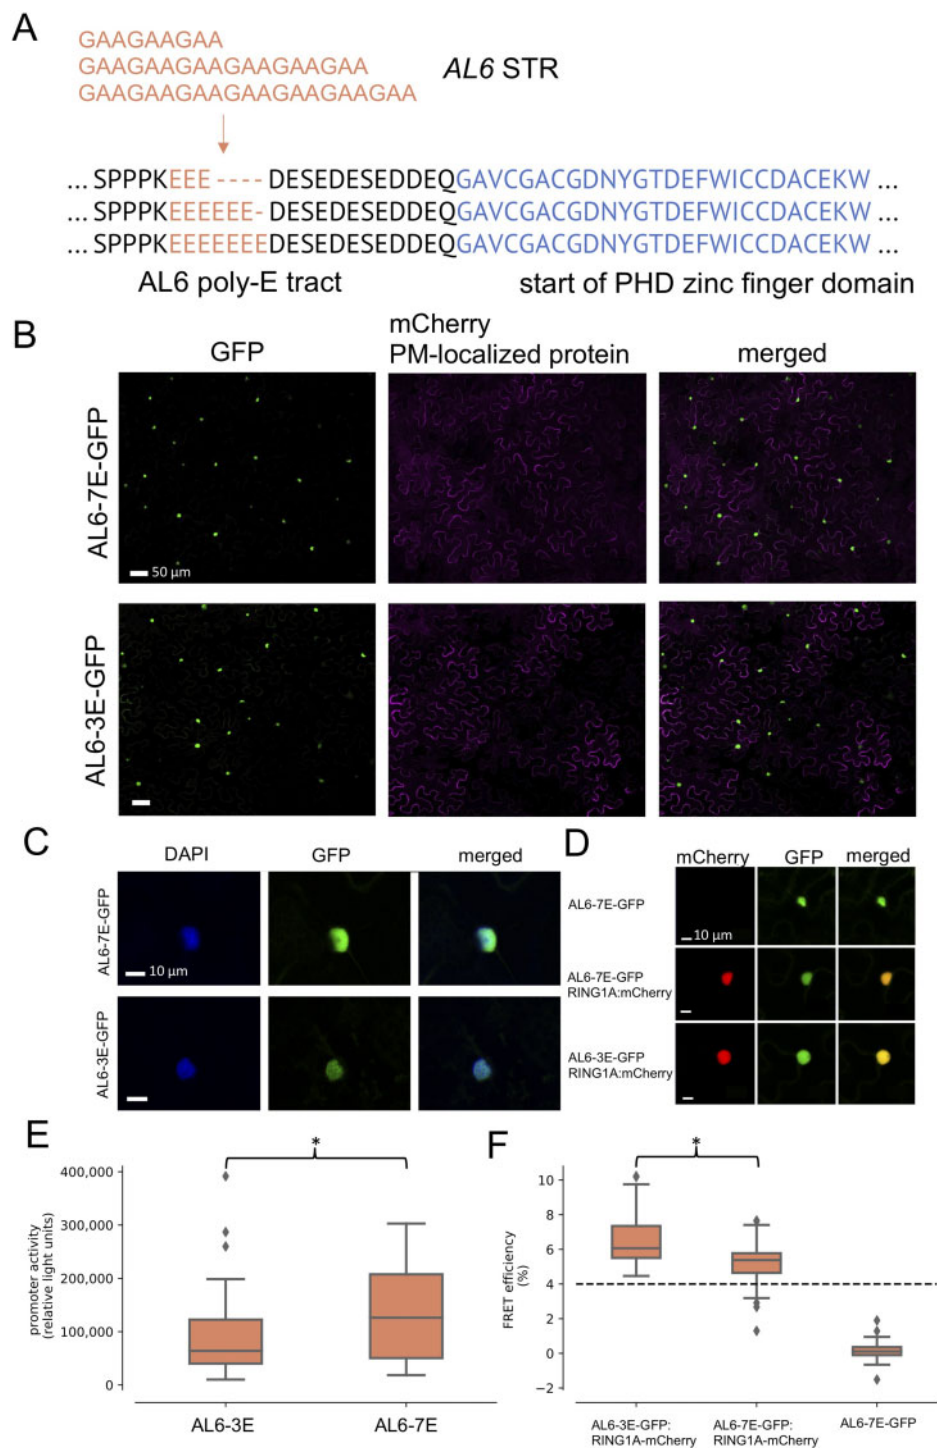 A
GAAGAAGAA
GAAGAAGAAGAAGAAGAA
GAAGAAGAAGAAGAAGAAGAA
AL6 STR
... SPPPKEEE----DESEDESEDDEQGAVCGACGDNYGTDEFWICCDACEKW ...
... SPPPKEEEEEE-DESEDESEDDEQGAVCGACGDNYGTDEFWICCDACEKW ...
... SPPPKEEEEEEEDESEDESEDDEQGAVCGACGDNYGTDEFWICCDACEKW ...
AL6 poly-E tract
start of PHD zinc finger domain
B
GFP
mCherry
PM-localized protein
merged
AL6-7E-GFP
50 µm
AL6-3E-GFP
C
DAPI
GFP
merged
AL6-7E-GFP
10 µm
AL6-3E-GFP
D
mCherry
GFP
merged
AL6-7E-GFP
10 µm
AL6-7E-GFP
RING1A:mCherry
AL6-3E-GFP
RING1A:mCherry
E
*
promoter activity
(relative light units)
400,000
300,000
200,000
100,000
0
AL6-3E
AL6-7E
F
*
FRET efficiency
(%)
10
8
6
4
2
0
−2
AL6-3E-GFP:
RING1A-mCherry
AL6-7E-GFP:
RING1A-mCherry
AL6-7E-GFP